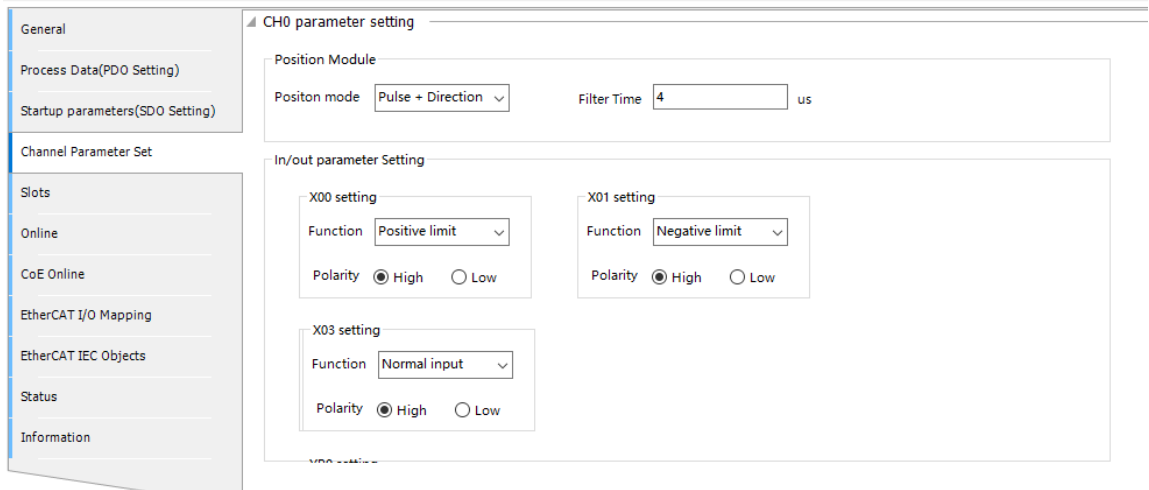 General
Process Data(PDO Setting)
Startup parameters(SDO Setting)
Channel Parameter Set
Slots
Online
CoE Online
EtherCAT I/O Mapping
EtherCAT IEC Objects
Status
Information
CH0 parameter setting
Position Module
Positon mode Pulse + Direction Filter Time 4 us
In/out parameter Setting
X00 setting
Function Positive limit
Polarity High Low
X01 setting
Function Negative limit
Polarity High Low
X03 setting
Function Normal input
Polarity High Low